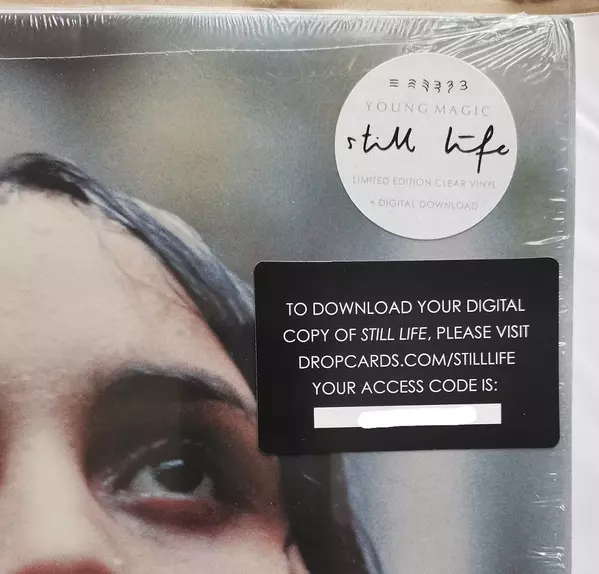 YOUNG MAGIC
still life
LIMITED EDITION CLEAR VINYL
+ DIGITAL DOWNLOAD
TO DOWNLOAD YOUR DIGITAL
COPY OF STILL LIFE, PLEASE VISIT
DROPCARDS.COM/STILLLIFE
YOUR ACCESS CODE IS: